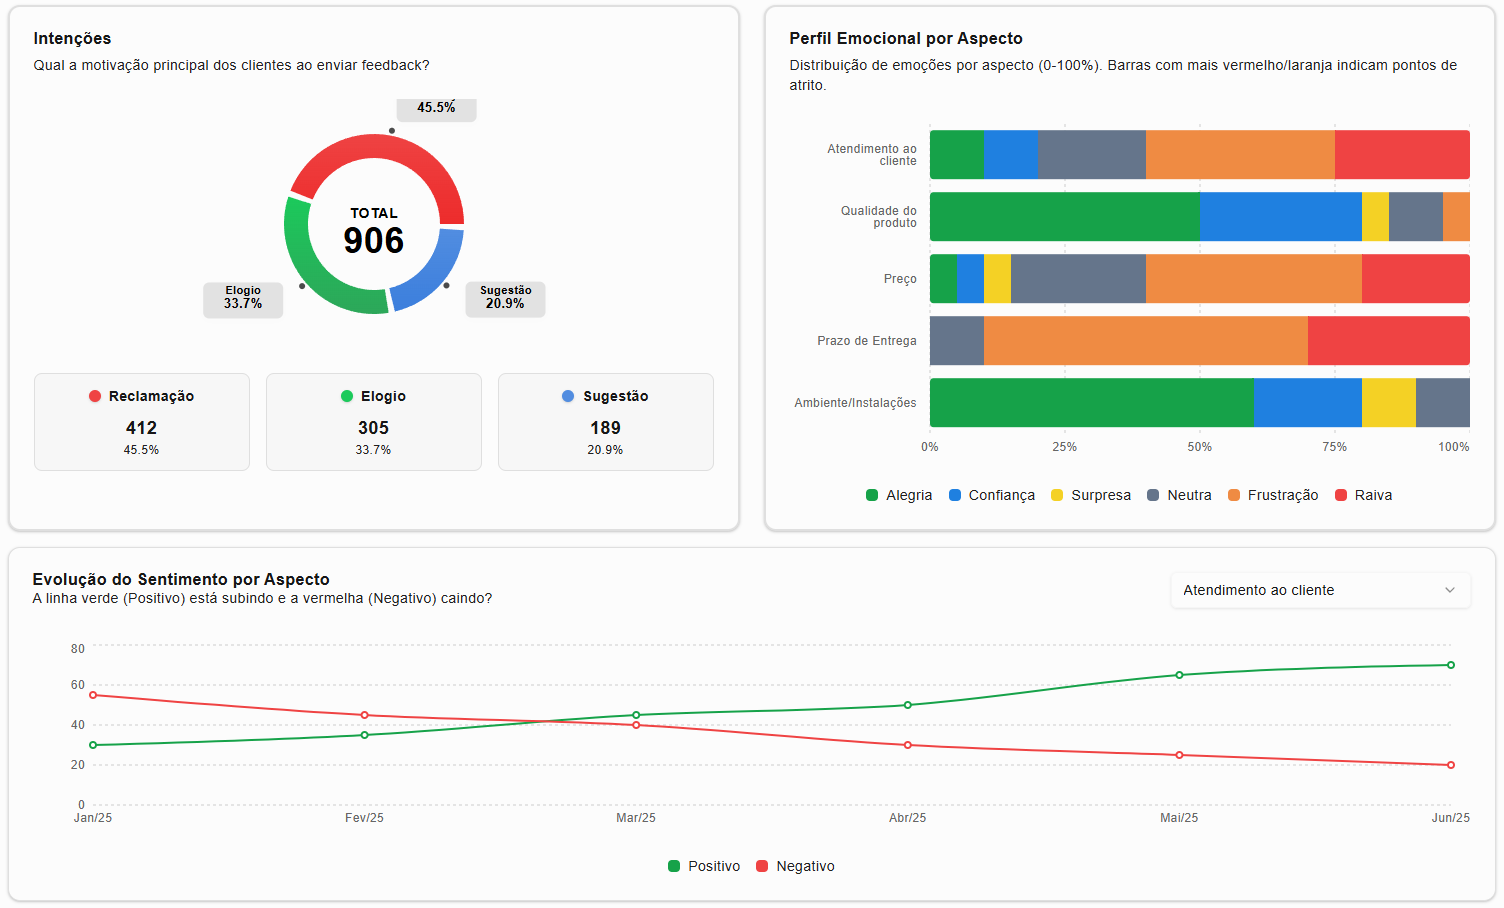 Intenções
Qual a motivação principal dos clientes ao enviar feedback?
45.5%
TOTAL
906
Elogio
33.7%
Sugestão
20.9%
Reclamação
412
45.5%
Elogio
305
33.7%
Sugestão
189
20.9%
Perfil Emocional por Aspecto
Distribuição de emoções por aspecto (0-100%). Barras com mais vermelho/laranja indicam pontos de
atrito.
Atendimento ao
cliente
Qualidade do
produto
Preço
Prazo de Entrega
Ambiente/Instalações
0% 25% 50% 75% 100%
Alegria Confiança Surpresa Neutra Frustração Raiva
Evolução do Sentimento por Aspecto
A linha verde (Positivo) está subindo e a vermelha (Negativo) caindo?
Atendimento ao cliente
80
60
40
20
0
Jan/25 Fev/25 Mar/25 Abr/25 Mai/25 Jun/25
Positivo Negativo